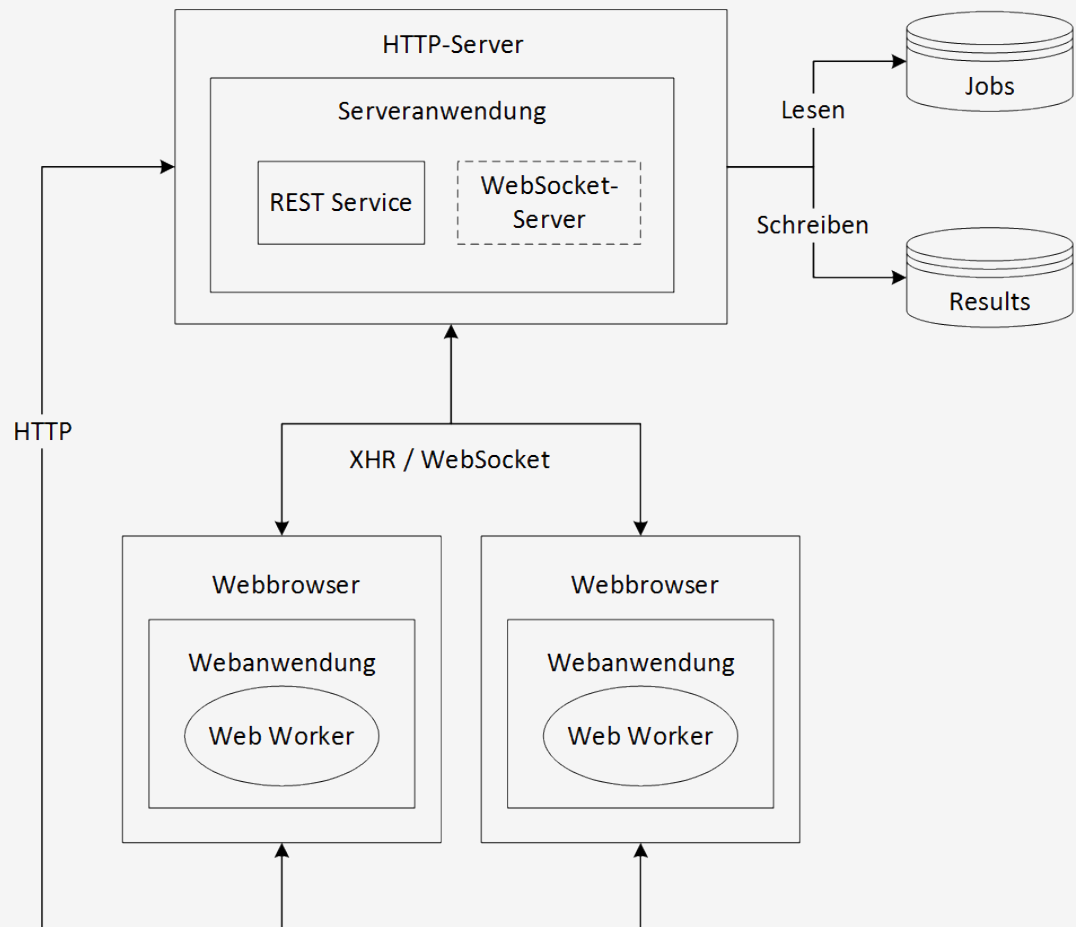 HTTP-Server
Serveranwendung
REST Service
WebSocket-
Server
Jobs
Lesen
Schreiben
Results
HTTP
XHR / WebSocket
Webbrowser
Webanwendung
Web Worker
Webbrowser
Webanwendung
Web Worker